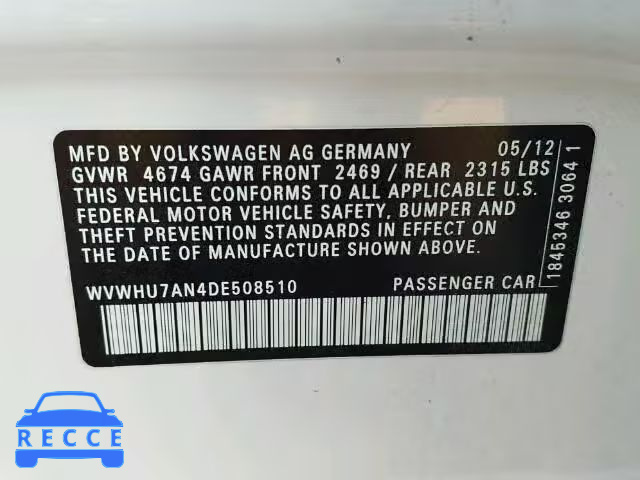 MFD BY VOLKSWAGEN AG GERMANY 05/12
GVWR 4674 GAWR FRONT 2469 / REAR 2315 LBS
THIS VEHICLE CONFORMS TO ALL APPLICABLE U.S.
FEDERAL MOTOR VEHICLE SAFETY, BUMPER AND
THEFT PREVENTION STANDARDS IN EFFECT ON
THE DATE OF MANUFACTURE SHOWN ABOVE.
WVWHU7AN4DE508510 PASSENGER CAR
1845346 30641
RECCE